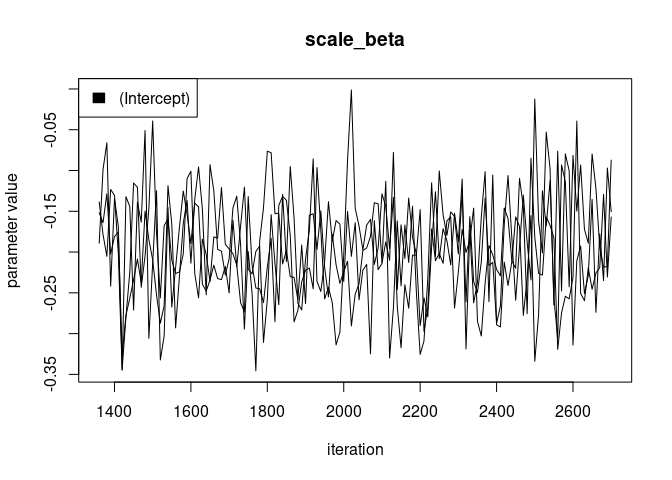 scale_beta
(Intercept)
parameter value
-0.05
-0.15
-0.25
-0.35
1400 1600 1800 2000 2200 2400 2600
iteration